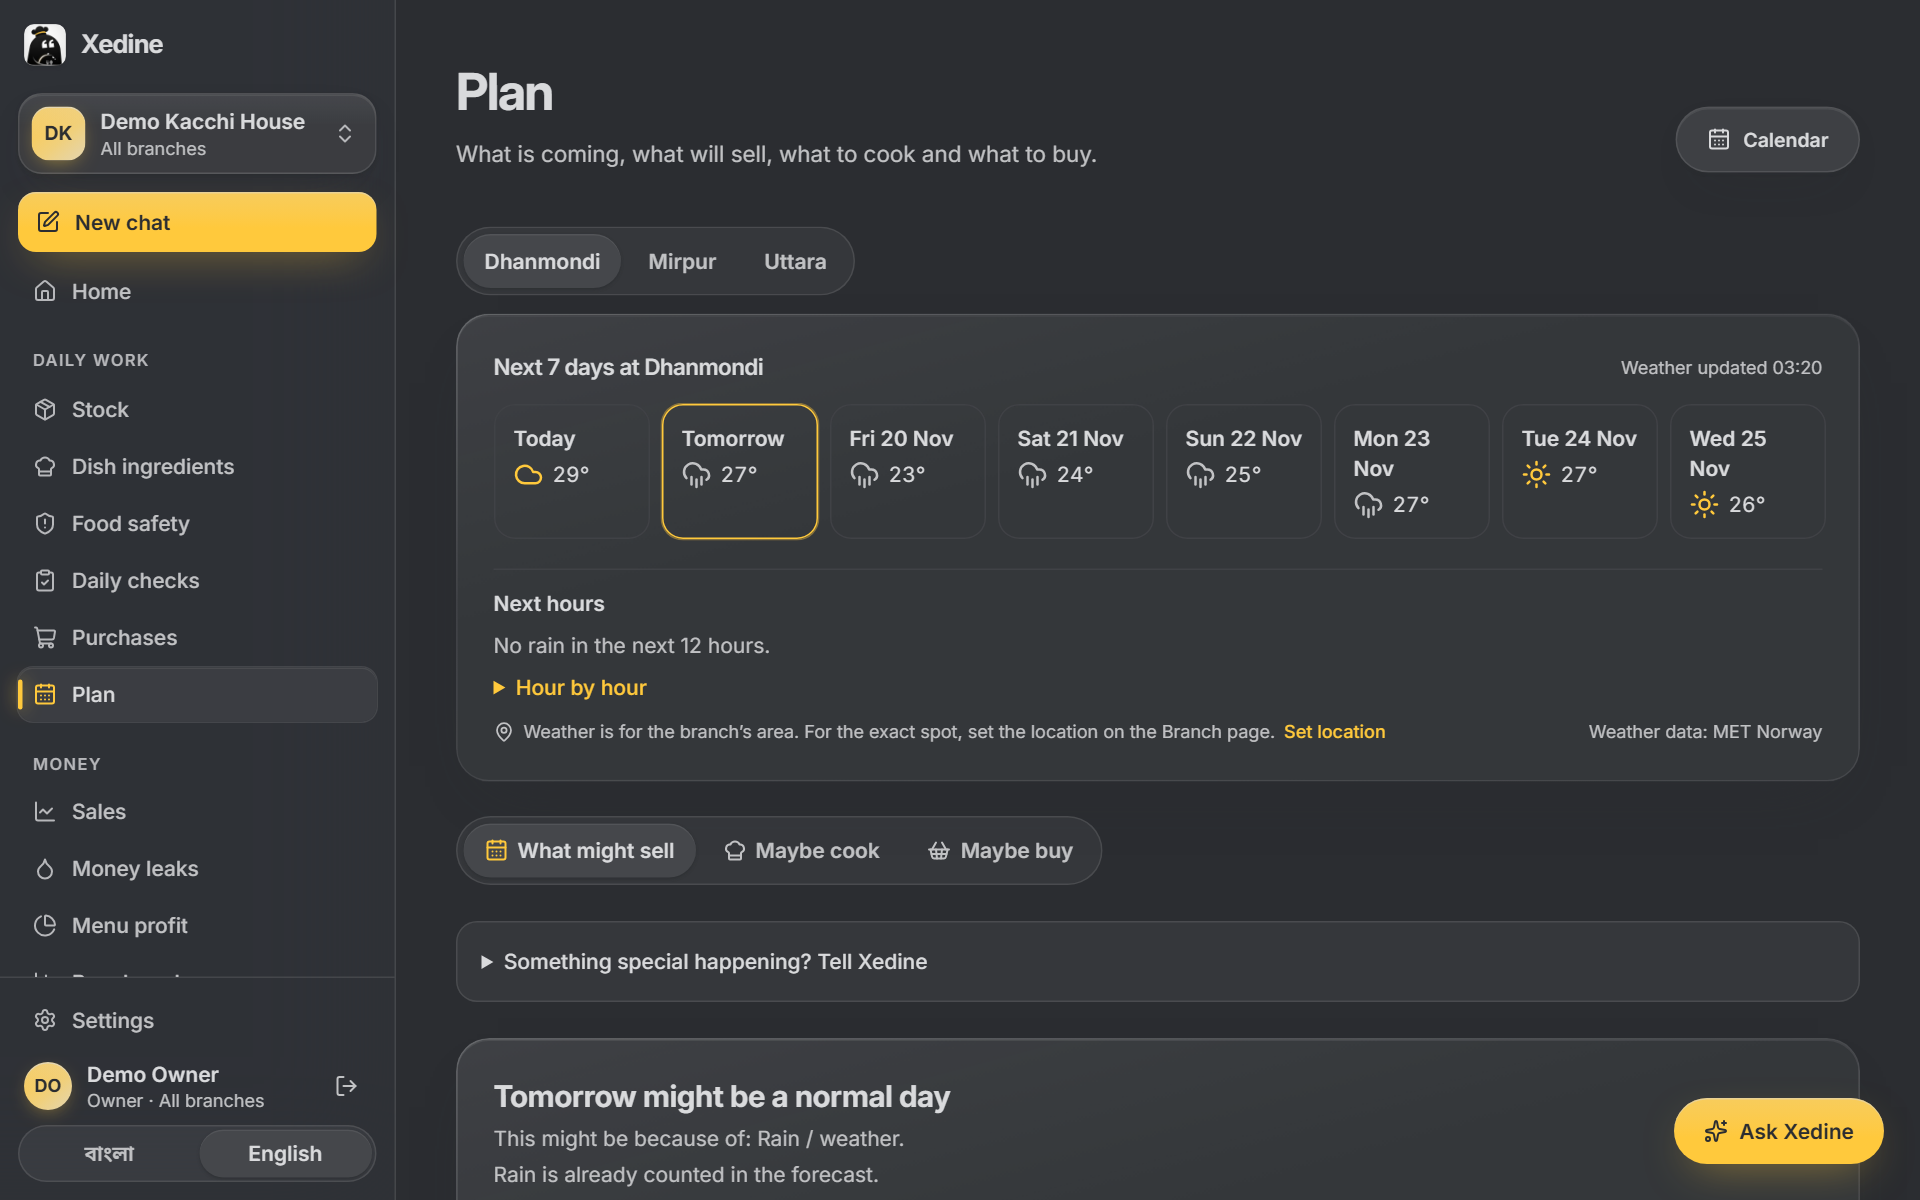 Xedine
DK
Demo Kacchi House
All branches
New chat
Home
DAILY WORK
Stock
Dish ingredients
Food safety
Daily checks
Purchases
Plan
MONEY
Sales
Money leaks
Menu profit
Settings
DO
Demo Owner
Owner · All branches
বাংলা
English
Plan
What is coming, what will sell, what to cook and what to buy.
Calendar
Dhanmondi
Mirpur
Uttara
Next 7 days at Dhanmondi
Weather updated 03:20
Today
29°
Tomorrow
27°
Fri 20 Nov
23°
Sat 21 Nov
24°
Sun 22 Nov
25°
Mon 23
Nov
27°
Tue 24 Nov
27°
Wed 25
Nov
26°
Next hours
No rain in the next 12 hours.
Hour by hour
Weather is for the branch’s area. For the exact spot, set the location on the Branch page. Set location
Weather data: MET Norway
What might sell
Maybe cook
Maybe buy
Something special happening? Tell Xedine
Tomorrow might be a normal day
This might be because of: Rain / weather.
Rain is already counted in the forecast.
Ask Xedine